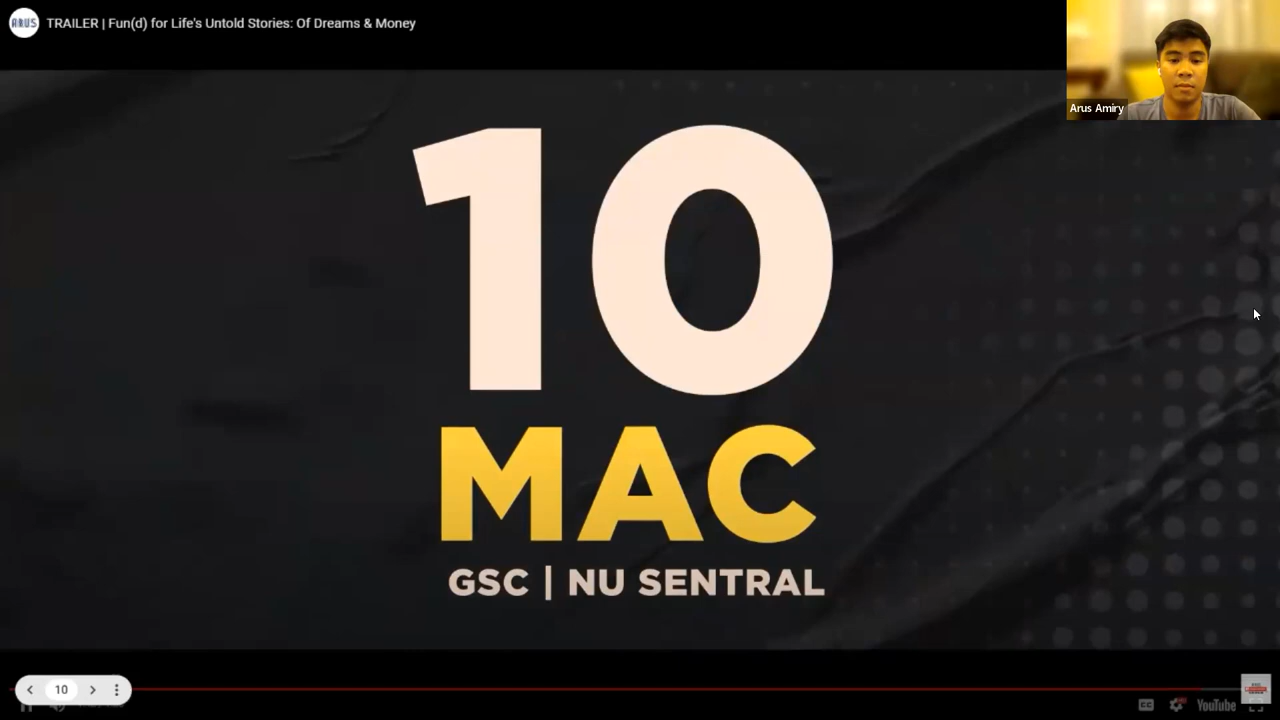 ARUS
TRAILER | Fun(d) for Life's Untold Stories: Of Dreams & Money
Arus Amiry
10
MAC
GSC | NU SENTRAL
10
CC
YouTube